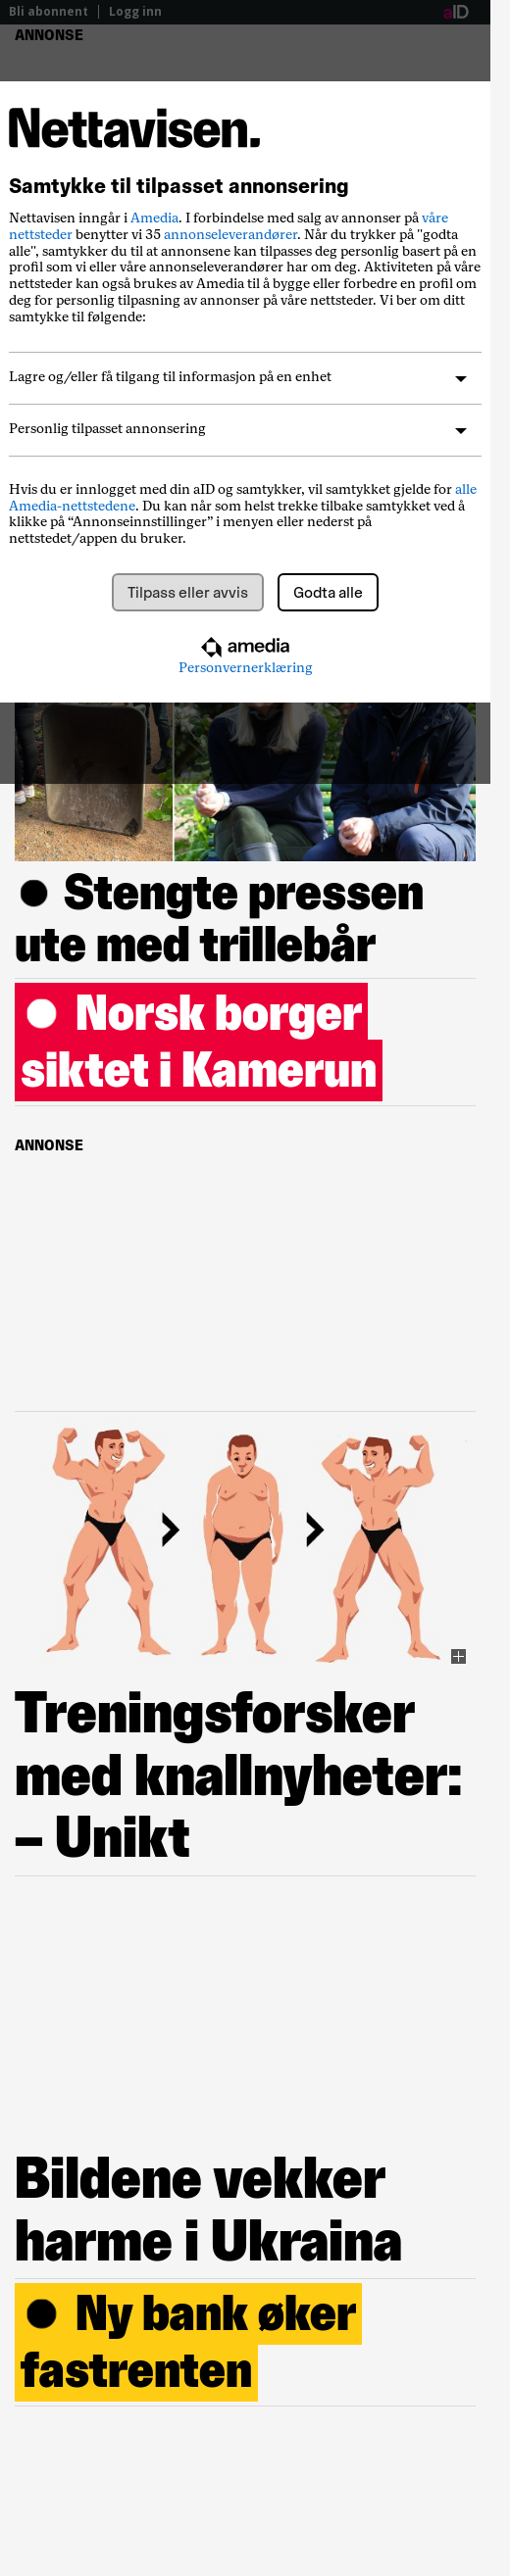 Bli abonnent | Logg inn
aID
ANNONSE
Nettavisen.
Samtykke til tilpasset annonsering
Nettavisen inngår i Amedia. I forbindelse med salg av annonser på våre
nettsteder benytter vi 35 annonseleverandører. Når du trykker på "godta
alle", samtykker du til at annonsene kan tilpasses deg personlig basert på en
profil som vi eller våre annonseleverandører har om deg. Aktiviteten på våre
nettsteder kan også brukes av Amedia til å bygge eller forbedre en profil om
deg for personlig tilpasning av annonser på våre nettsteder. Vi ber om ditt
samtykke til følgende:
Lagre og/eller få tilgang til informasjon på en enhet
Personlig tilpasset annonsering
Hvis du er innlogget med din aID og samtykker, vil samtykket gjelde for alle
Amedia-nettstedene. Du kan når som helst trekke tilbake samtykket ved å
klikke på “Annonseinnstillinger” i menyen eller nederst på
nettstedet/appen du bruker.
Tilpass eller avvis
Godta alle
amedia
Personvernerklæring
Stengte pressen
ute med trillebår
Norsk borger
siktet i Kamerun
ANNONSE
Treningsforsker
med knallnyheter:
– Unikt
Bildene vekker
harme i Ukraina
Ny bank øker
fastrenten